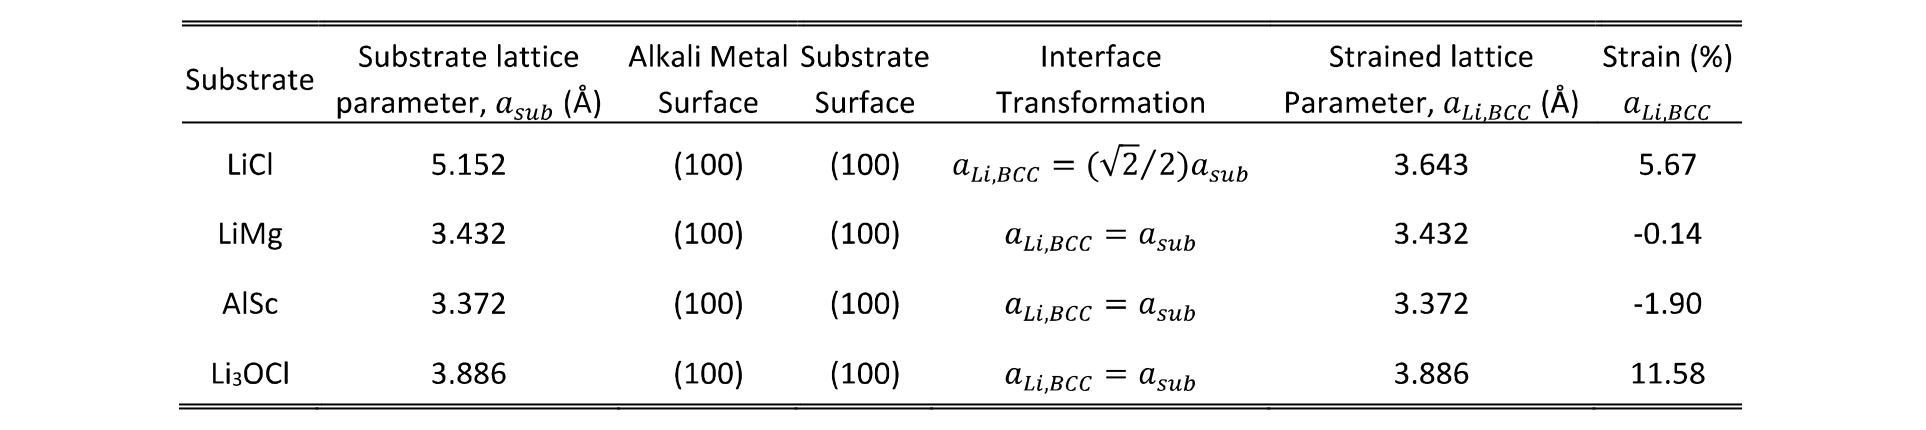 Substrate | Substrate lattice parameter, a_sub (Å) | Alkali Metal Surface | Substrate Surface | Interface Transformation | Strained lattice Parameter, a_Li,BCC (Å) | Strain (%) a_Li,BCC
LiCl | 5.152 | (100) | (100) | a_Li,BCC = (√2/2)a_sub | 3.643 | 5.67
LiMg | 3.432 | (100) | (100) | a_Li,BCC = a_sub | 3.432 | -0.14
AlSc | 3.372 | (100) | (100) | a_Li,BCC = a_sub | 3.372 | -1.90
Li₃OCl | 3.886 | (100) | (100) | a_Li,BCC = a_sub | 3.886 | 11.58